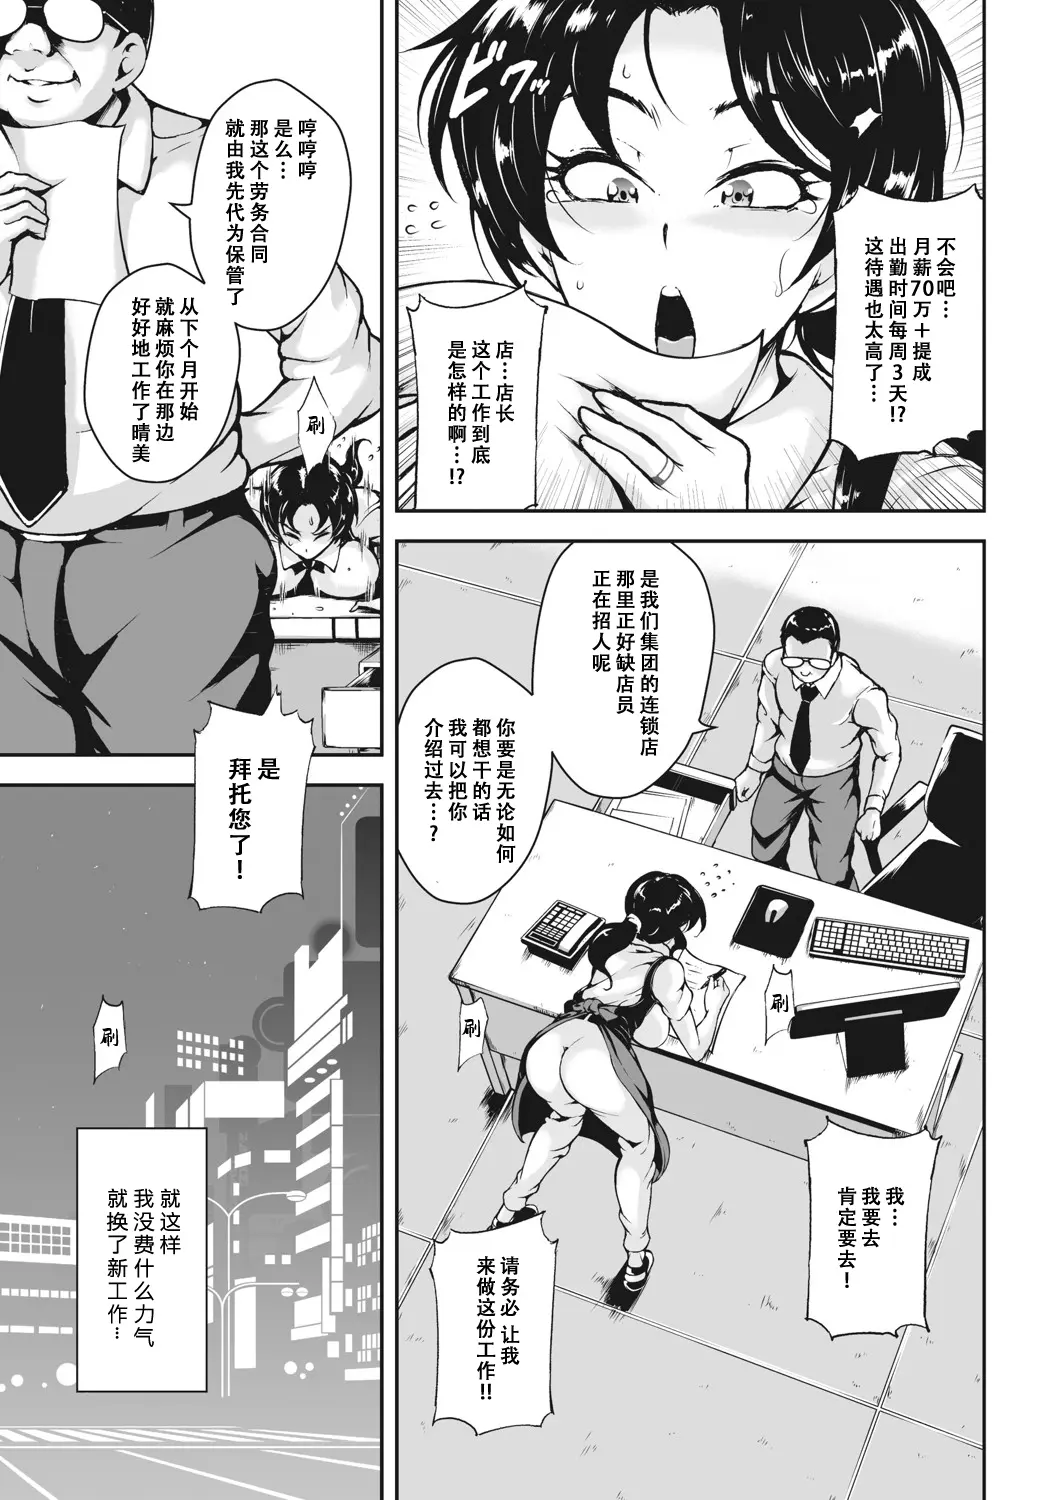 ビクッ
不会吧…
月薪70万＋提成
出勤时间每周3天!?
这待遇也太高了…
店…店长
这个工作到底
是怎样的啊…!?
是我们集团的连锁店
那里正好缺店员
正在招人呢
你要是无论如何
都想干的话
我可以把你
介绍过去…?
刷
刷
我…
我要去
肯定要去！
请务必 让我
来做这份工作!!
哼哼哼
是么…
那这个劳务合同
就由我先代为保管了
从下个月开始
就麻烦你在那边
好好地工作了晴美
刷
是
拜托您了！
刷
就这样
我没费什么力气
就换了新工作…